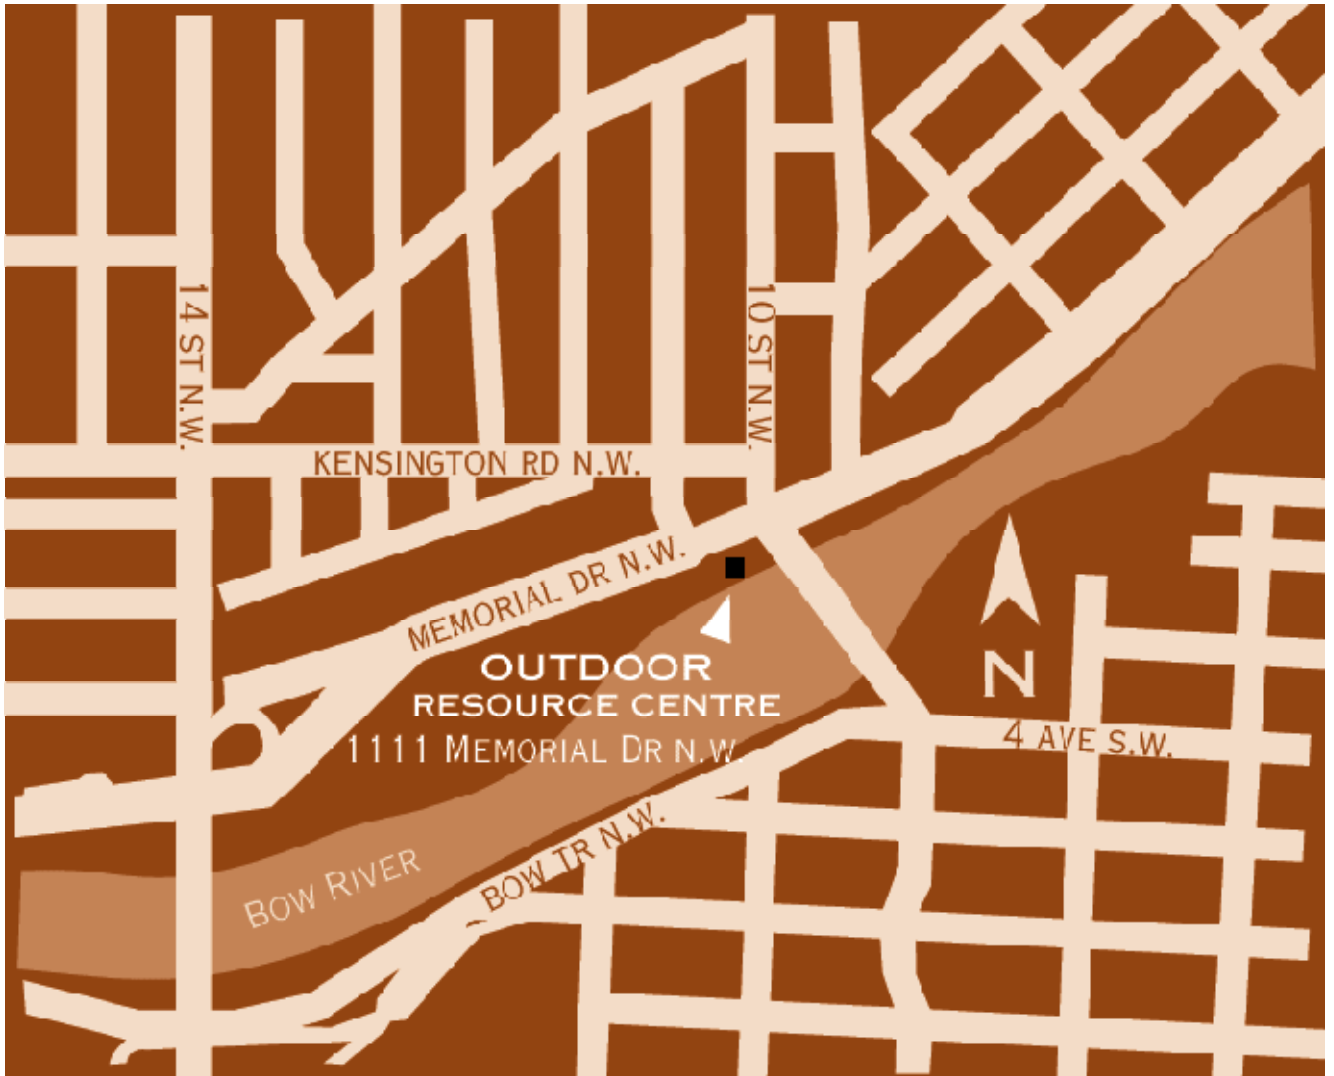 14 ST N.W.
10 ST N.W.
KENSINGTON RD N.W.
MEMORIAL DR N.W.
OUTDOOR
RESOURCE CENTRE
1111 MEMORIAL DR N.W.
N
4 AVE S.W.
BOW TR N.W.
BOW RIVER